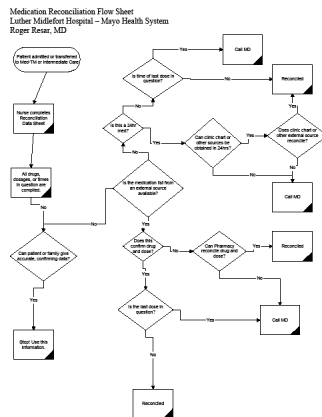 Medication Reconciliation Flow Sheet
Luther Midlefort Hospital – Mayo Health System
Roger Resar, MD
Patient admitted or transferred
to Med/TM or Intermediate Care
Nurse completes
Reconciliation
Data Sheet
All drugs,
dosages, or times
in question are
compiled.
No
Can patient or family give
accurate, confirming data?
Yes
Stop! Use this
information.
Is time of last dose in
question?
Yes
Call MD
No
Reconciled
No
Is this a 24hr
med?
Yes
Can clinic chart or
other sources be
obtained in 24hrs?
Yes
Does clinic chart or
other external source
reconcile?
Yes
No
No
Call MD
No
Is the medication list from
an external source
available?
No
Yes
Does this
confirm drug
and dose?
No
Can Pharmacy
reconcile drug and
dose?
Yes
Reconciled
No
Yes
Is the last dose in
question?
Yes
Call MD
No
Reconciled